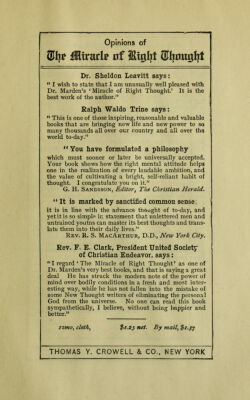 Opinions of
The Miracle of Right Thought
Dr. Sheldon Leavitt says:
"I wish to state that I am unusually well pleased with
Dr. Marden's 'Miracle of Right Thought.' It is the
best work of the author."
Ralph Waldo Trine says:
"This is one of those inspiring, reasonable and valuable
books that are bringing new life and new power to so
many thousands all over our country and all over the
world to-day."
"You have formulated a philosophy
which must sooner or later be universally accepted.
Your book shows how the right mental attitude helps
one in the realization of every laudable ambition, and
the value of cultivating a bright, self-reliant habit of
thought. I congratulate you on it."
G. H. SANDISON, Editor, The Christian Herald.
"It is marked by sanctified common sense,
it is in line with the advance thought of to-day, and
yet it is so simple in statement that unlettered men and
untrained youths can master its best thoughts and trans-
late them into their daily lives."
REV. R. S. MACARTHUR, D.D., New York City.
Rev. F. E. Clark, President United Society
of Christian Endeavor, says:
"I regard 'The Miracle of Right Thought' as one of
Dr. Marden's very best books, and that is saying a great
deal. He has struck the modern note of the power of
mind over bodily conditions in a fresh and most inter-
esting way, while he has not fallen into the mistake of
some New Thought writers of eliminating the personal
God from the universe. No one can read this book
sympathetically, I believe, without being happier and
better."
12mo, cloth, $1.25 net. By mail, $1.37
THOMAS Y. CROWELL & CO., NEW YORK